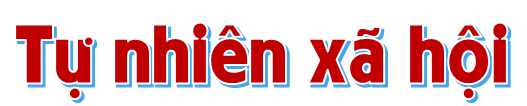 Tự nhiên xã hội